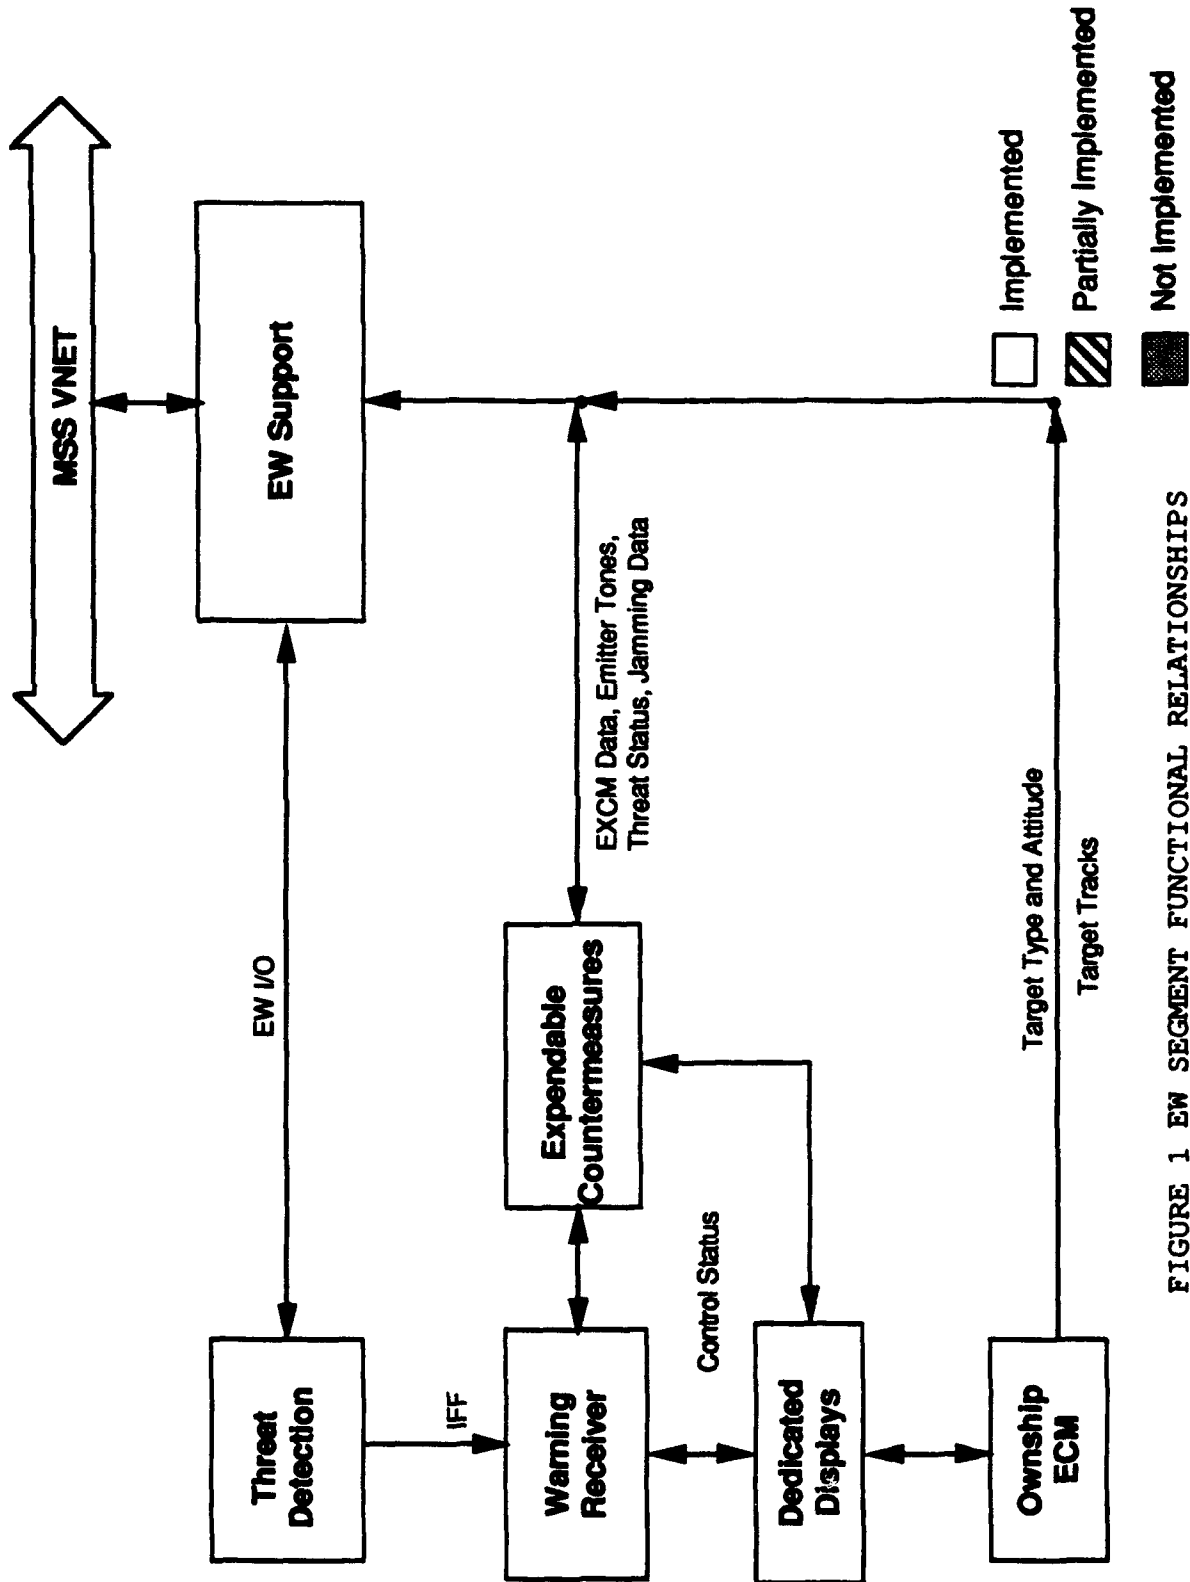 MSS VNET
EW Support
EW I/O
Threat
Detection
IFF
EXCM Data, Emitter Tones,
Threat Status, Jamming Data
Expendable
Countermeasures
Warning
Receiver
Control Status
Dedicated
Displays
Ownship
ECM
Target Type and Attitude
Target Tracks
Implemented
Partially Implemented
Not Implemented
FIGURE 1 EW SEGMENT FUNCTIONAL RELATIONSHIPS